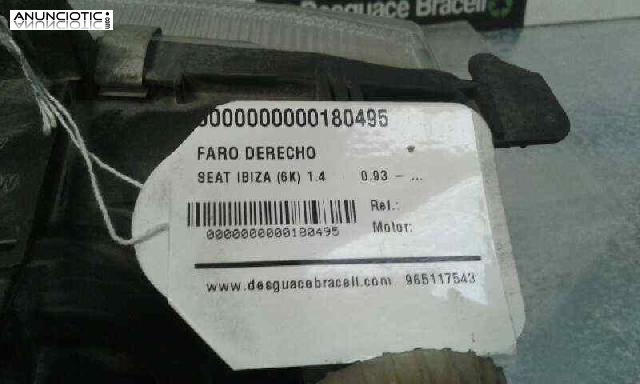 ANUNCIOTIC.com
Desguace Bracell
0000000000180495
FARO DERECHO
SEAT IBIZA (6K) 1.4 0.93 - ...
Ref.:
0000000000180495
Motor:
www.desguacebracell.com 965117543